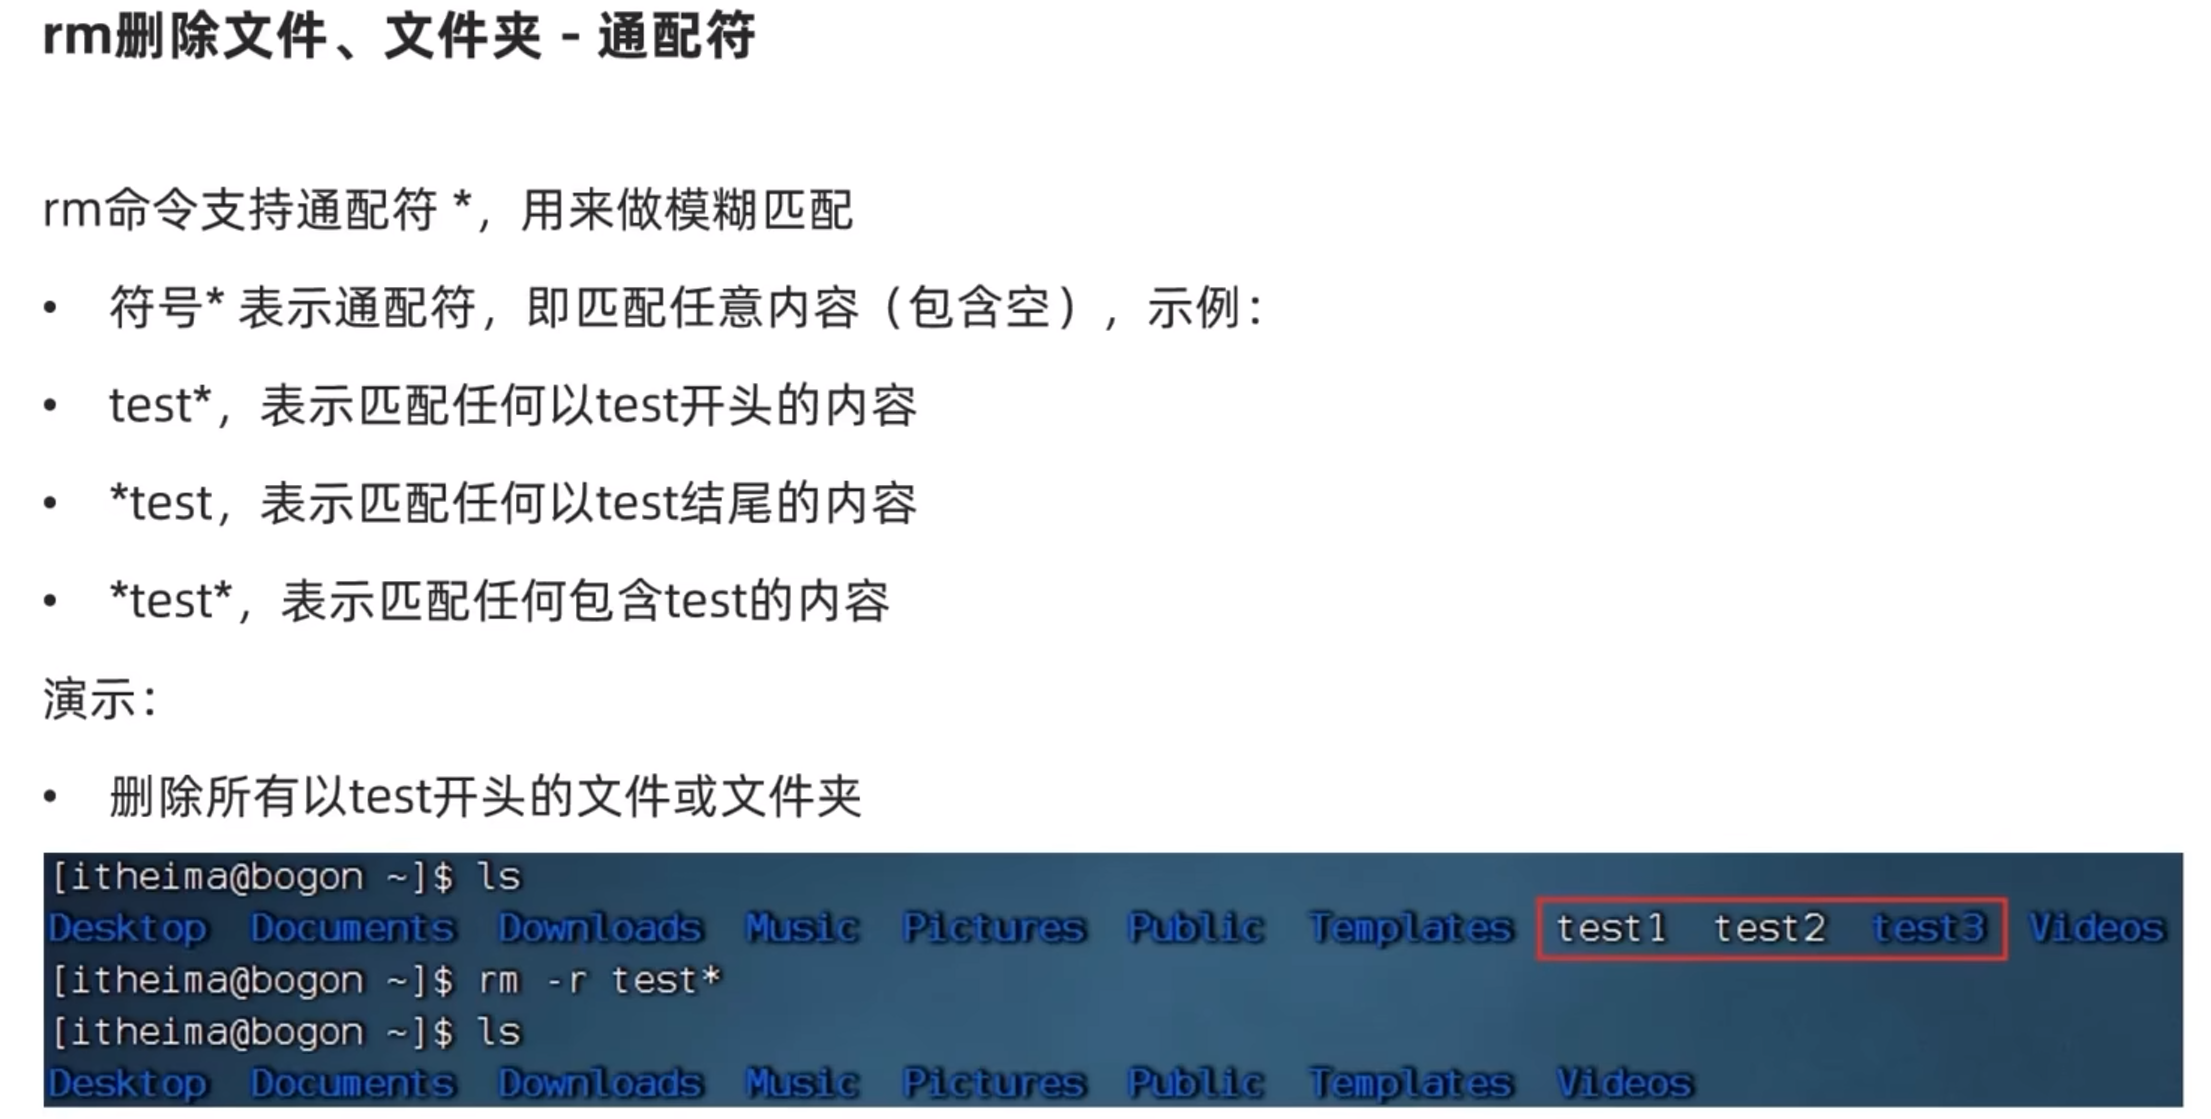 rm删除文件、文件夹 - 通配符
rm命令支持通配符 *，用来做模糊匹配
• 符号* 表示通配符，即匹配任意内容（包含空），示例：
• test*，表示匹配任何以test开头的内容
• *test，表示匹配任何以test结尾的内容
• *test*，表示匹配任何包含test的内容
演示：
• 删除所有以test开头的文件或文件夹
[itheima@bogon ~]$ ls
Desktop Documents Downloads Music Pictures Public Templates test1 test2 test3 Videos
[itheima@bogon ~]$ rm -r test*
[itheima@bogon ~]$ ls
Desktop Documents Downloads Music Pictures Public Templates Videos